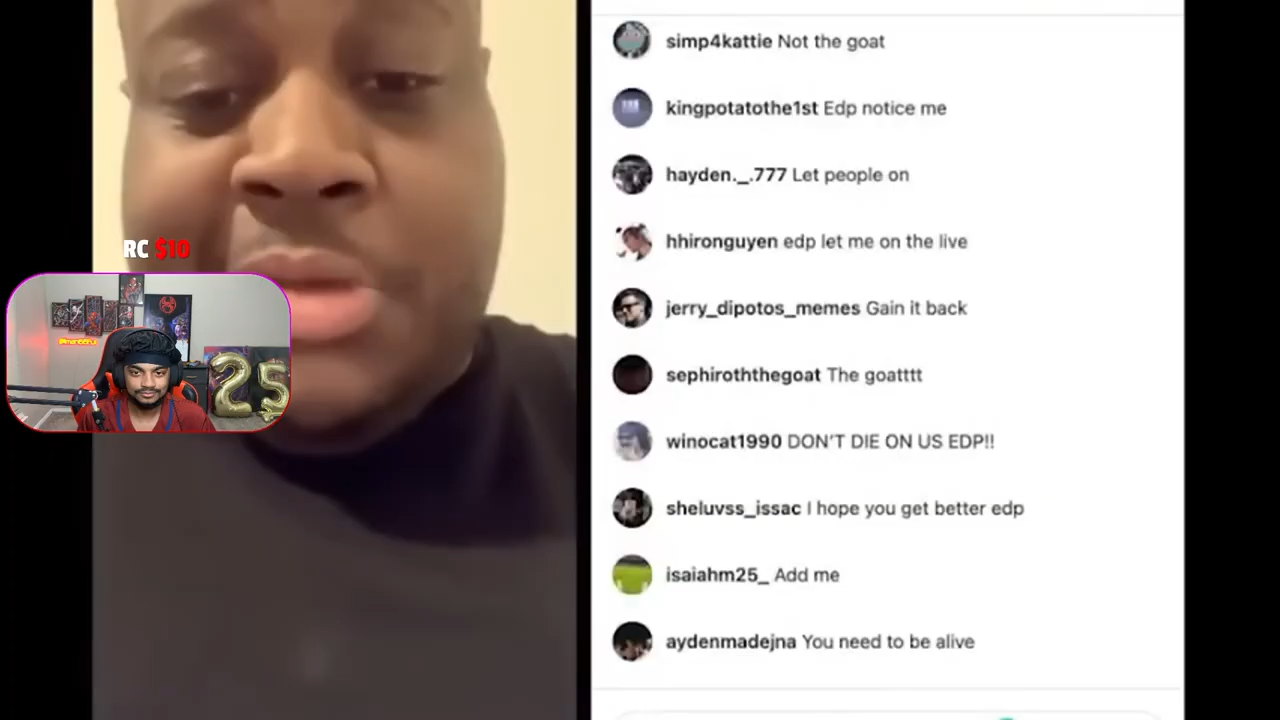 simp4kattie Not the goat
kingpotatothe1st Edp notice me
hayden._.777 Let people on
RC $10
hhironguyen edp let me on the live
jerry_dipotos_memes Gain it back
sephiroththegoat The goatttt
winocat1990 DON'T DIE ON US EDP!!
sheluvss_issac I hope you get better edp
isaiahm25_ Add me
aydenmadejna You need to be alive
25